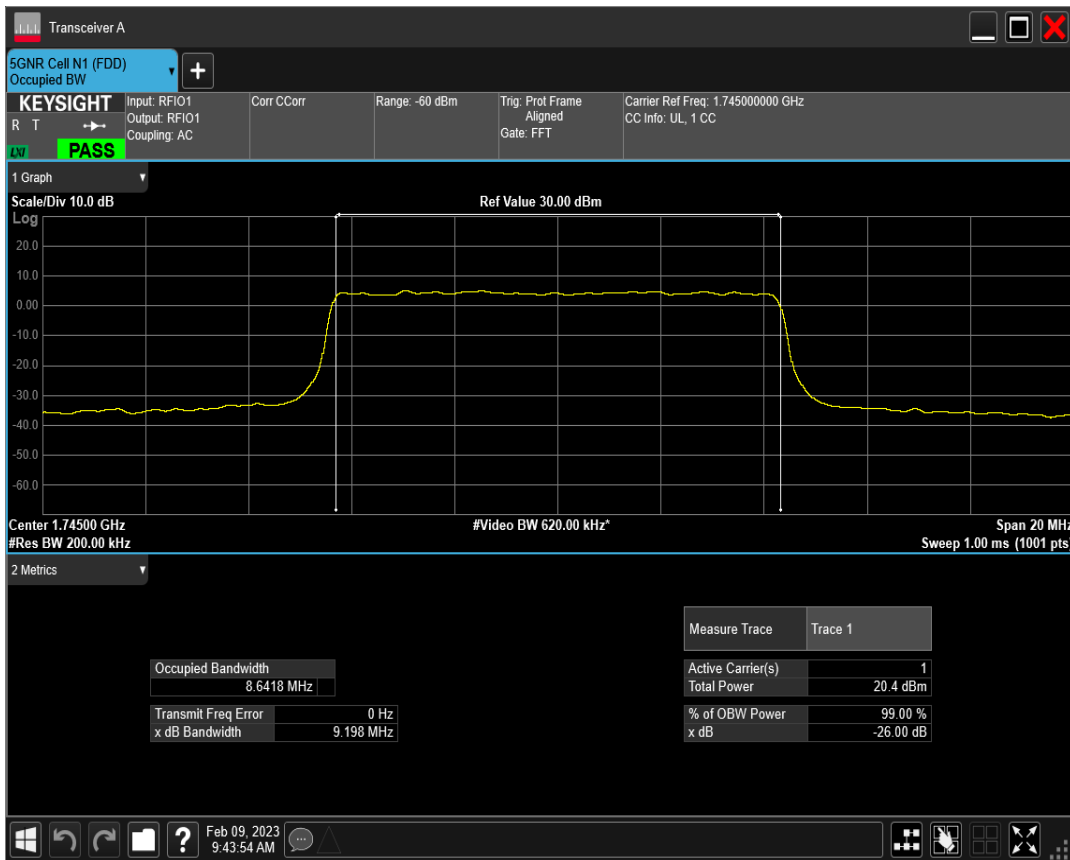 Transceiver A
5GNR Cell N1 (FDD)
Occupied BW
+
KEYSIGHT
R T
LXI
PASS
Input: RFIO1
Output: RFIO1
Coupling: AC
Corr CCorr
Range: -60 dBm
Trig: Prot Frame
Aligned
Gate: FFT
Carrier Ref Freq: 1.745000000 GHz
CC Info: UL, 1 CC
1 Graph
Scale/Div 10.0 dB
Ref Value 30.00 dBm
Log
20.0
10.0
0.00
-10.0
-20.0
-30.0
-40.0
-50.0
-60.0
Center 1.74500 GHz
#Video BW 620.00 kHz*
Span 20 MHz
#Res BW 200.00 kHz
Sweep 1.00 ms (1001 pts)
2 Metrics
Measure Trace Trace 1
Occupied Bandwidth
8.6418 MHz
Active Carrier(s) 1
Total Power 20.4 dBm
Transmit Freq Error 0 Hz
x dB Bandwidth 9.198 MHz
% of OBW Power 99.00 %
x dB -26.00 dB
?
Feb 09, 2023
9:43:54 AM